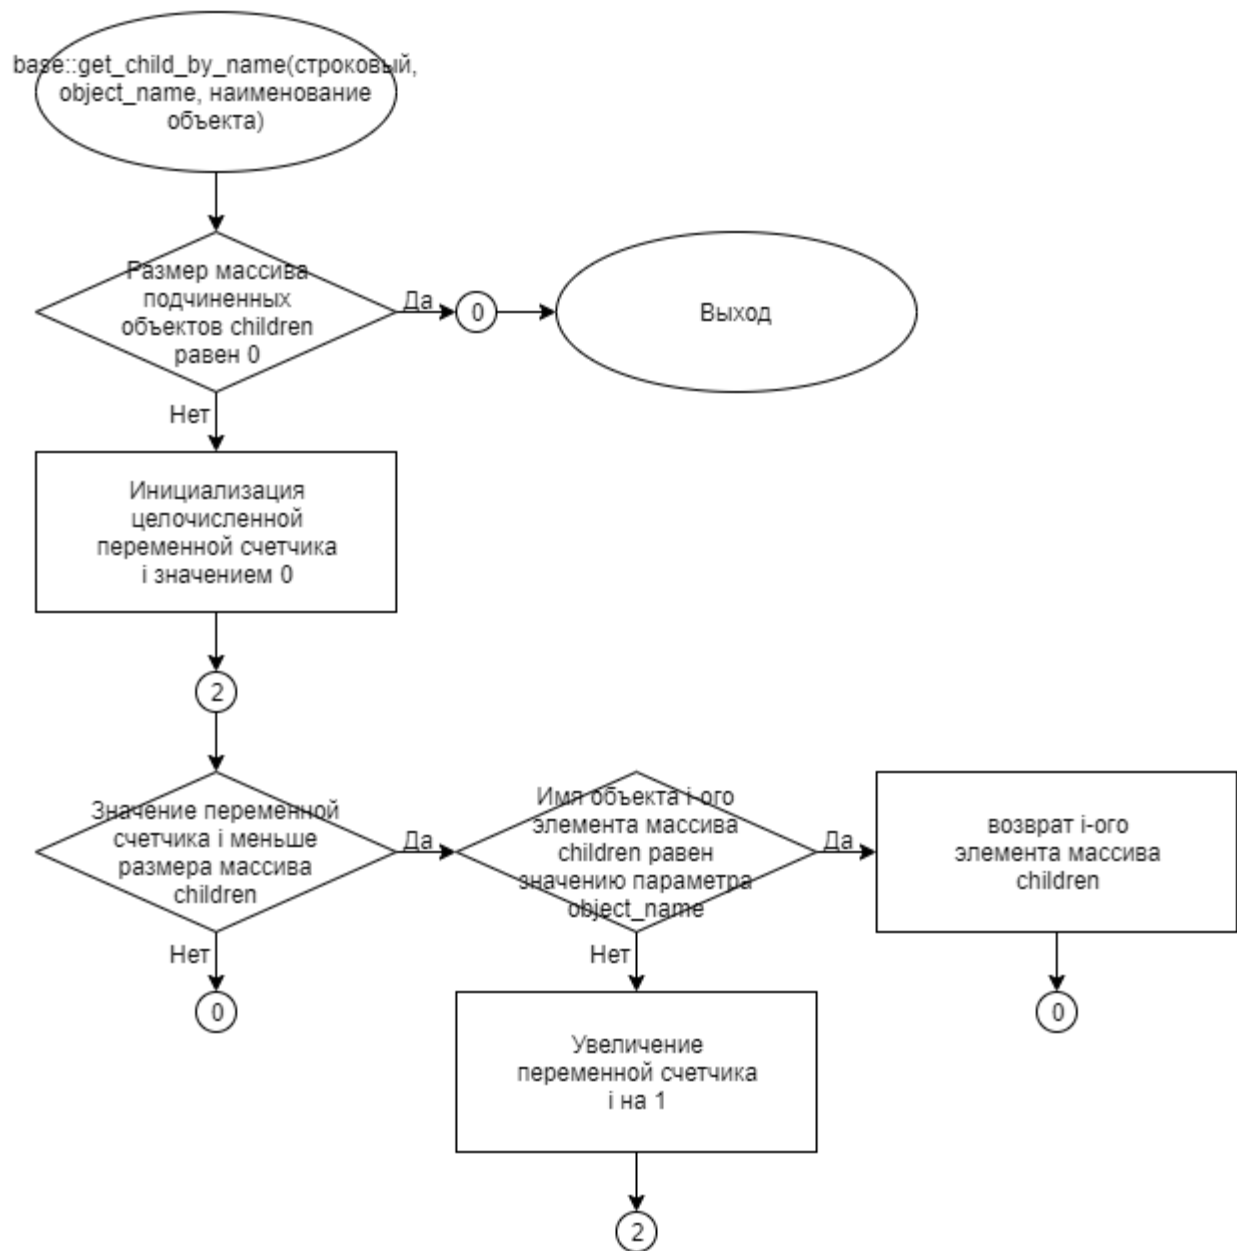 base::get_child_by_name(строковый,
object_name, наименование
объекта)
Размер массива
подчиненных
объектов children
равен 0
Да
0
Выход
Нет
Инициализация
целочисленной
переменной счетчика
i значением 0
2
Значение переменной
счетчика i меньше
размера массива
children
Да
Имя объекта i-ого
элемента массива
children равен
значению параметра
object_name
Да
возврат i-ого
элемента массива
children
Нет
0
Нет
0
Увеличение
переменной счетчика
i на 1
2